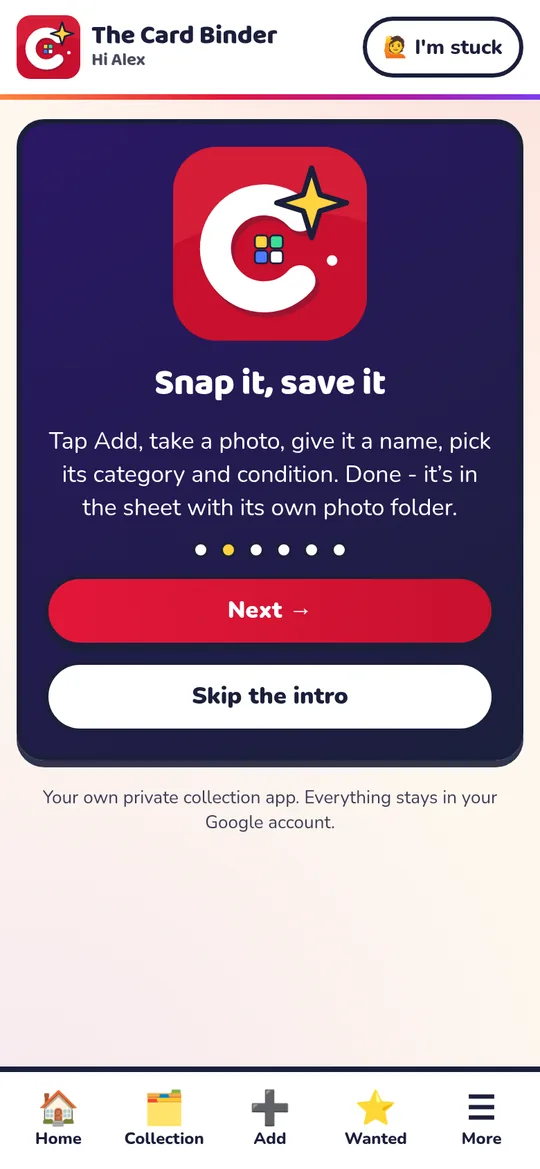 The Card Binder
Hi Alex
🙋 I'm stuck
Snap it, save it
Tap Add, take a photo, give it a name, pick
its category and condition. Done - it’s in
the sheet with its own photo folder.
Next →
Skip the intro
Your own private collection app. Everything stays in your
Google account.
Home
Collection
Add
Wanted
More